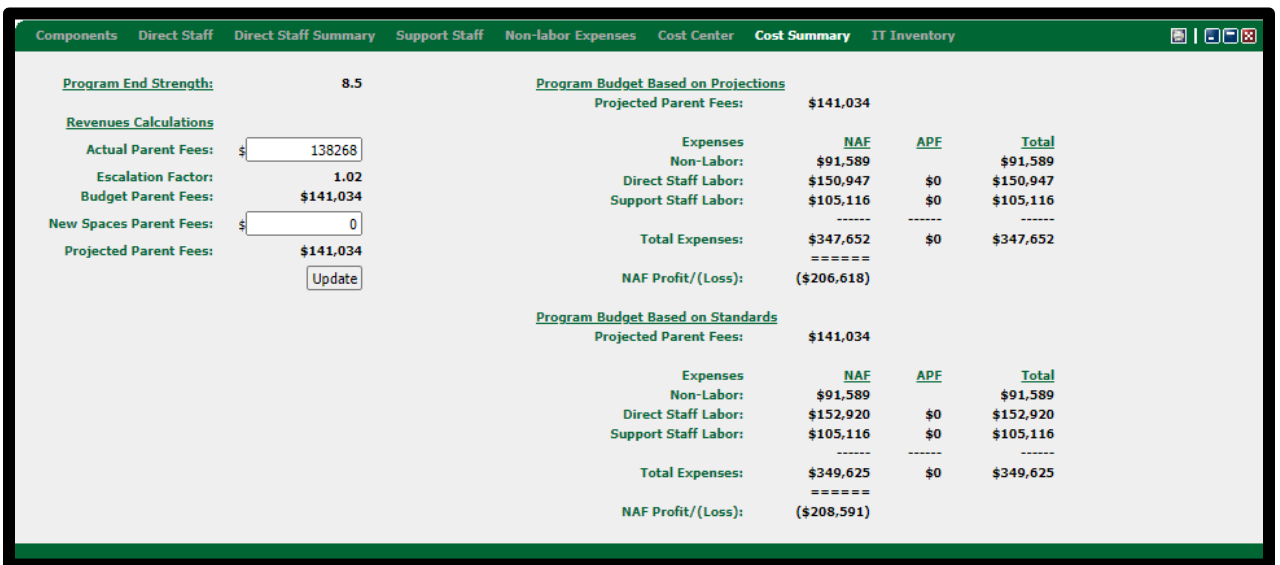 Components Direct Staff Direct Staff Summary Support Staff Non-labor Expenses Cost Center Cost Summary IT Inventory
Program End Strength: 8.5
Revenues Calculations
Actual Parent Fees: $ 138268
Escalation Factor: 1.02
Budget Parent Fees: $141,034
New Spaces Parent Fees: $ 0
Projected Parent Fees: $141,034
Update
Program Budget Based on Projections
Projected Parent Fees: $141,034
Expenses NAF APF Total
Non-Labor: $91,589 $91,589
Direct Staff Labor: $150,947 $0 $150,947
Support Staff Labor: $105,116 $0 $105,116
------ ------ ------
Total Expenses: $347,652 $0 $347,652
======
NAF Profit/(Loss): ($206,618)
Program Budget Based on Standards
Projected Parent Fees: $141,034
Expenses NAF APF Total
Non-Labor: $91,589 $91,589
Direct Staff Labor: $152,920 $0 $152,920
Support Staff Labor: $105,116 $0 $105,116
------ ------ ------
Total Expenses: $349,625 $0 $349,625
======
NAF Profit/(Loss): ($208,591)